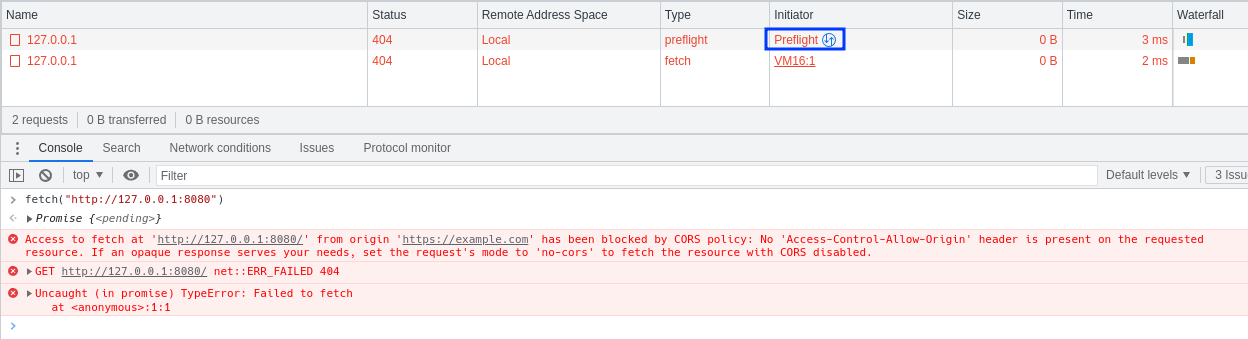 Name Status Remote Address Space Type Initiator Size Time Waterfall
127.0.0.1 404 Local preflight Preflight 0 B 3 ms
127.0.0.1 404 Local fetch VM16:1 0 B 2 ms
2 requests 0 B transferred 0 B resources
Console Search Network conditions Issues Protocol monitor
top Filter Default levels 3 Issu
fetch("http://127.0.0.1:8080")
Promise {<pending>}
Access to fetch at 'http://127.0.0.1:8080/' from origin 'https://example.com' has been blocked by CORS policy: No 'Access-Control-Allow-Origin' header is present on the requested
resource. If an opaque response serves your needs, set the request's mode to 'no-cors' to fetch the resource with CORS disabled.
GET http://127.0.0.1:8080/ net::ERR_FAILED 404
Uncaught (in promise) TypeError: Failed to fetch
at <anonymous>:1:1